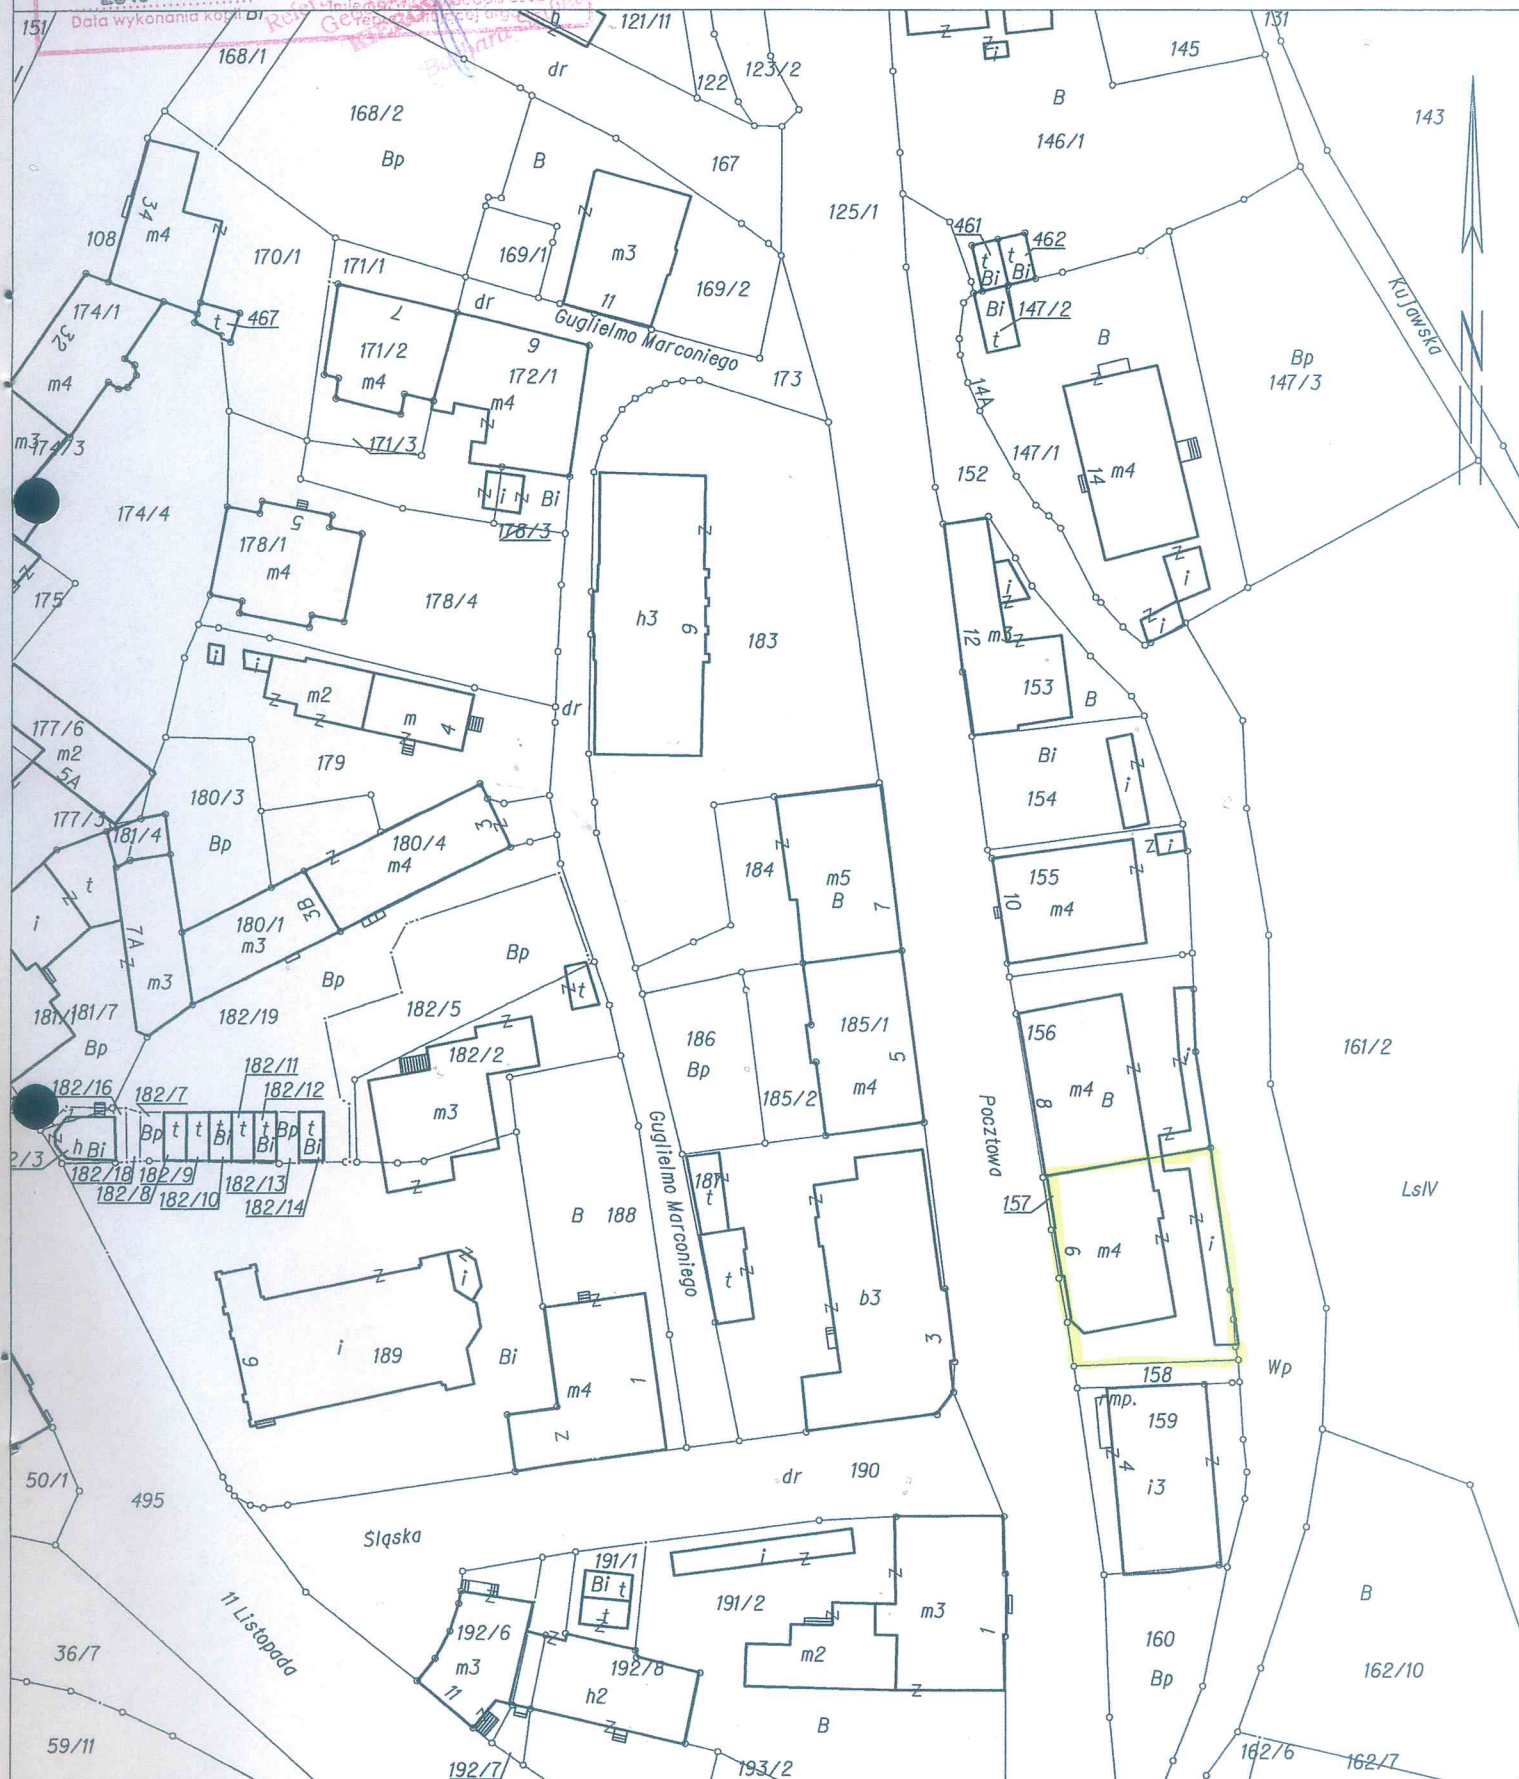 Data wykonania kopii
151
Bi
168/1
121/11
dr
122
123/2
131
145
B
146/1
143
168/2
Bp
B
167
125/1
34
m4
108
170/1
171/1
169/1
m3
11
169/2
461
462
t
t
Bi
Bi
Bi
147/2
t
B
Kujawska
Bp
147/3
174/1
32
m4
t
467
7
171/2
m4
dr
9
172/1
m4
Guglielmo Marconiego
173
14A
147/1
14
m4
152
m3
174/3
171/3
i
Bi
178/3
174/4
5
178/1
m4
178/4
175
h3
6
183
i
12
m3
153
B
i
i
i
i
m2
m
4
dr
179
177/6
m2
5A
177/3
180/3
Bp
181/4
180/4
m4
3
Bi
154
i
i
184
m5
B
7
155
m4
10
t
i
7A
m3
180/1
m3
3B
Bp
Bp
182/5
t
182/19
181/1
181/7
Bp
182/2
m3
186
Bp
185/1
5
m4
185/2
156
m4
B
8
i
161/2
182/11
182/12
182/16
182/7
Bp
t
t
t
Bi
t
t
Bi
Bp
t
Bi
h
Bi
2/3
182/18
182/9
182/8
182/10
182/13
182/14
Guglielmo Marconiego
Pocztowa
187
t
t
B
188
157
6
m4
i
LsIV
b3
3
i
i
189
9
Bi
m4
1
158
Wp
rmp.
159
4
i3
50/1
495
dr
190
Śląska
11 Listopada
191/1
Bi
t
t
i
191/2
m3
1
m2
192/6
m3
11
192/8
h2
B
160
Bp
B
162/10
36/7
59/11
192/7
193/2
162/6
162/7